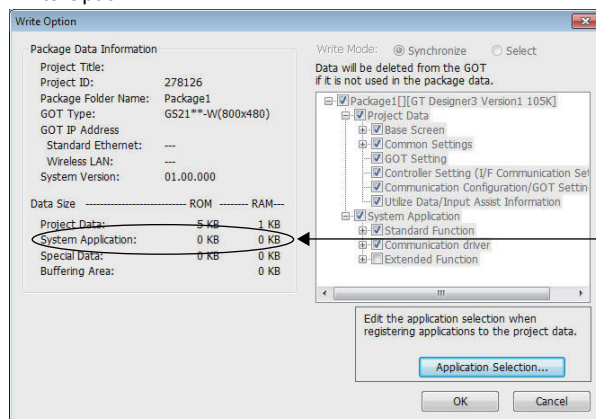 Write Option
Package Data Information
Project Title:
Project ID: 278126
Package Folder Name: Package1
GOT Type: GS21**-W(800x480)
GOT IP Address
Standard Ethernet: ---
Wireless LAN: ---
System Version: 01.00.000
Data Size ------------------------ ROM -------- RAM---
Project Data: 5 KB 1 KB
System Application: 0 KB 0 KB
Special Data: 0 KB 0 KB
Buffering Area: 0 KB
Write Mode: Synchronize Select
Data will be deleted from the GOT
if it is not used in the package data.
Package1[][GT Designer3 Version1 105K]
Project Data
Base Screen
Common Settings
GOT Setting
Controller Setting (I/F Communication Set
Communication Configuration/GOT Settin
Utilize Data/Input Assist Information
System Application
Standard Function
Communication driver
Extended Function
Edit the application selection when
registering applications to the project data.
Application Selection...
OK Cancel